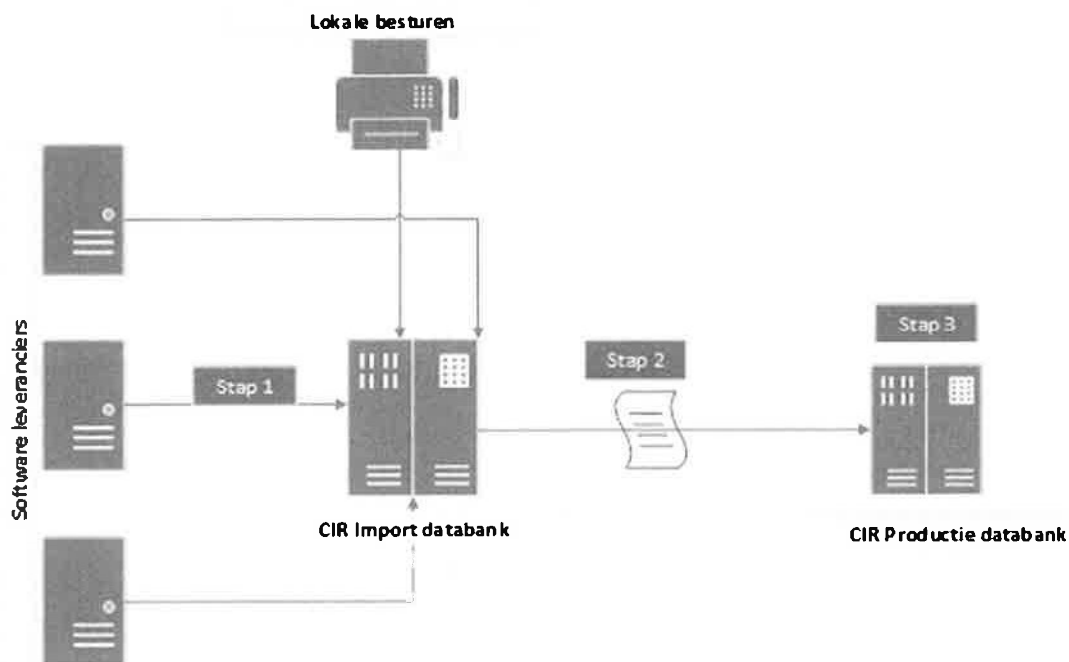 Lokale besturen
Software leveranciers
Stap 1
Stap 2
Stap 3
CIR Import databank
CIR Productie databank